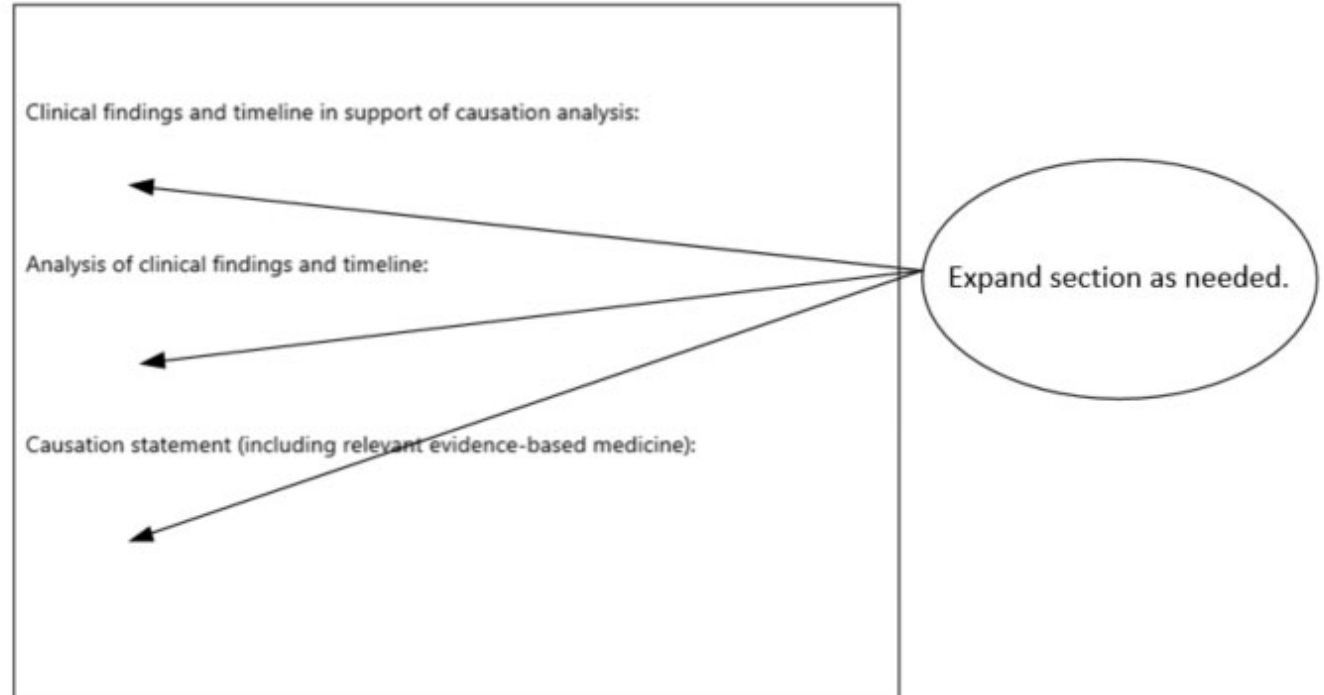 Clinical findings and timeline in support of causation analysis:
Analysis of clinical findings and timeline:
Expand section as needed.
Causation statement (including relevant evidence-based medicine):